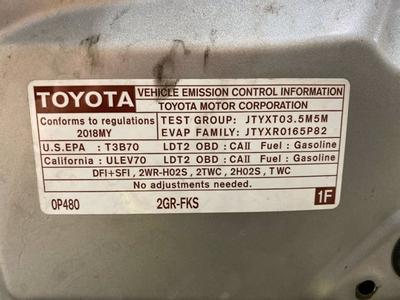 TOYOTA VEHICLE EMISSION CONTROL INFORMATION
TOYOTA MOTOR CORPORATION
Conforms to regulations TEST GROUP: JTYXT03.5M5M
2018MY EVAP FAMILY: JTYXR0165P82
U.S.EPA : T3B70 LDT2 OBD : CAII Fuel : Gasoline
California : ULEV70 LDT2 OBD : CAII Fuel : Gasoline
DFI+SFI , 2WR-HO2S , 2TWC , 2HO2S , TWC
No adjustments needed.
0P480 2GR-FKS 1F